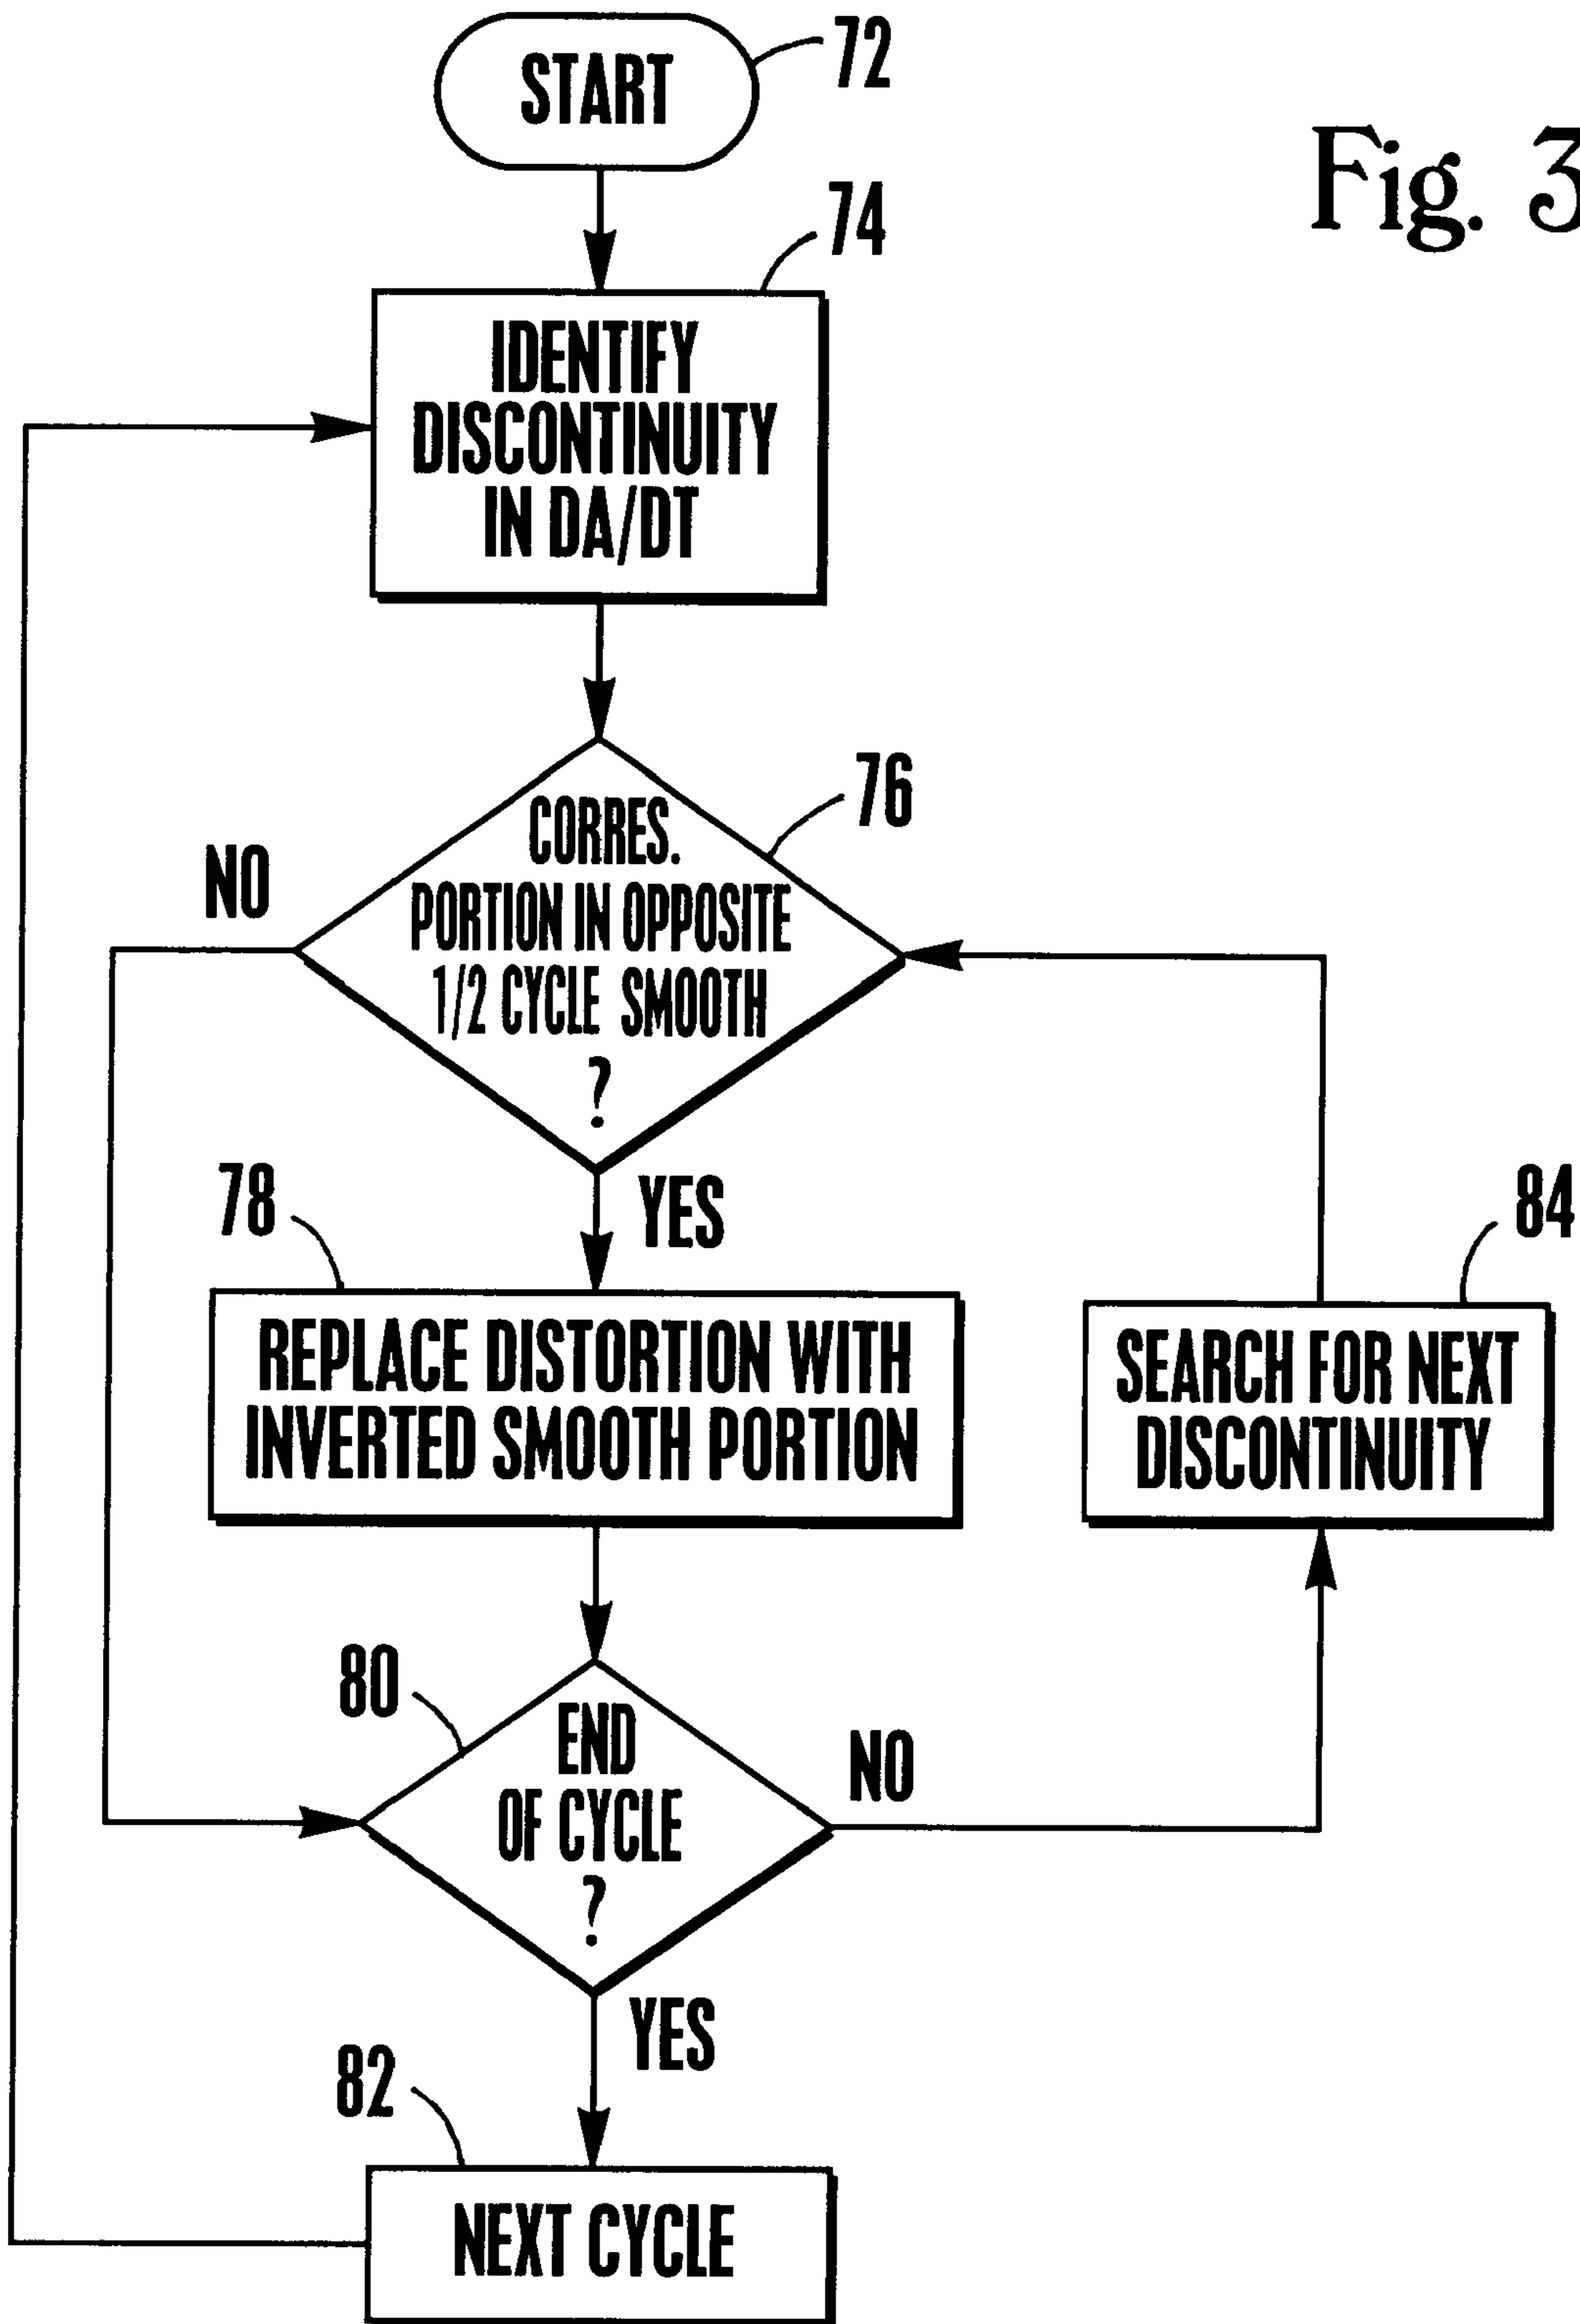 START
72
Fig. 3
74
IDENTIFY
DISCONTINUITY
IN DA/DT
76
CORRES.
PORTION IN OPPOSITE
1/2 CYCLE SMOOTH
?
NO
YES
78
REPLACE DISTORTION WITH
INVERTED SMOOTH PORTION
84
SEARCH FOR NEXT
DISCONTINUITY
80
END
OF CYCLE
?
NO
YES
82
NEXT CYCLE